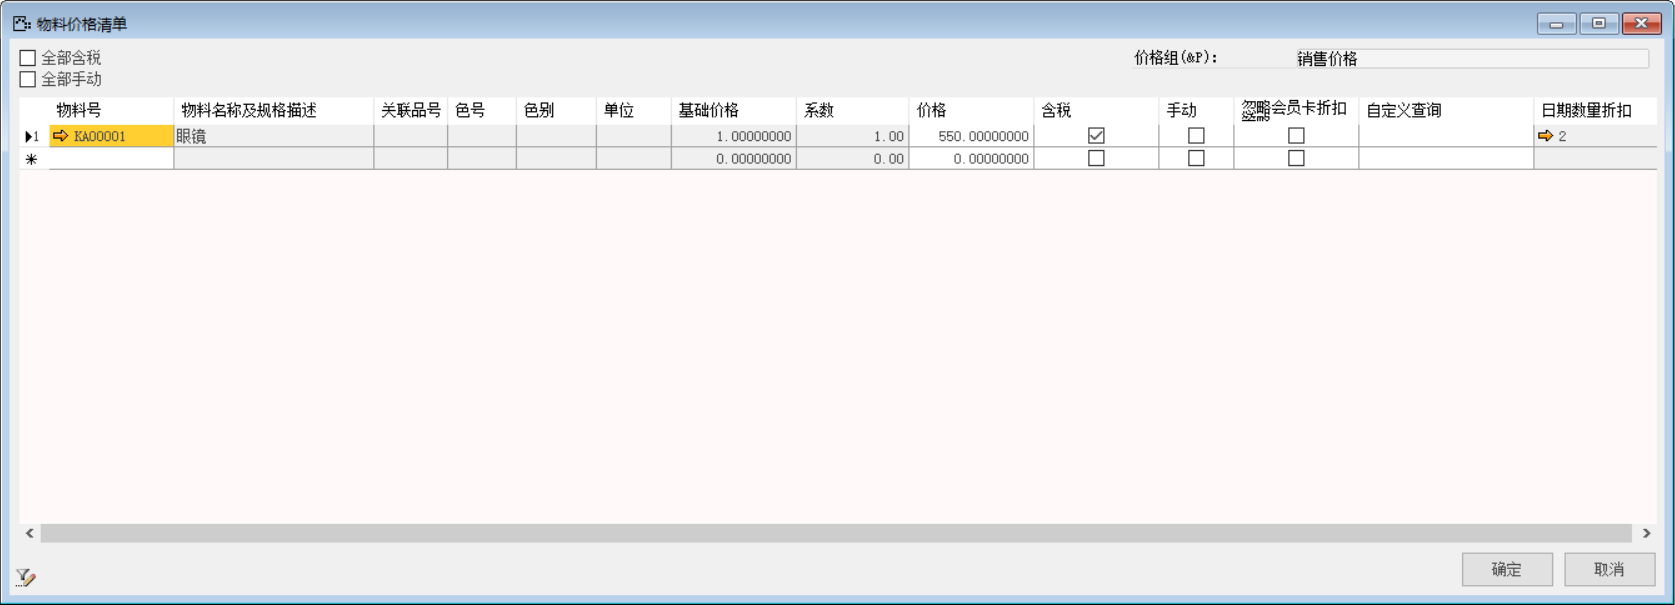 物料价格清单
全部含税
全部手动
价格组(&P): 销售价格
物料号 物料名称及规格描述 关联品号 色号 色别 单位 基础价格 系数 价格 含税 手动 忽略会员卡折扣 自定义查询 日期数量折扣
1 KA00001 眼镜 1.00000000 1.00 550.00000000 2
0.00000000 0.00 0.00000000
确定 取消